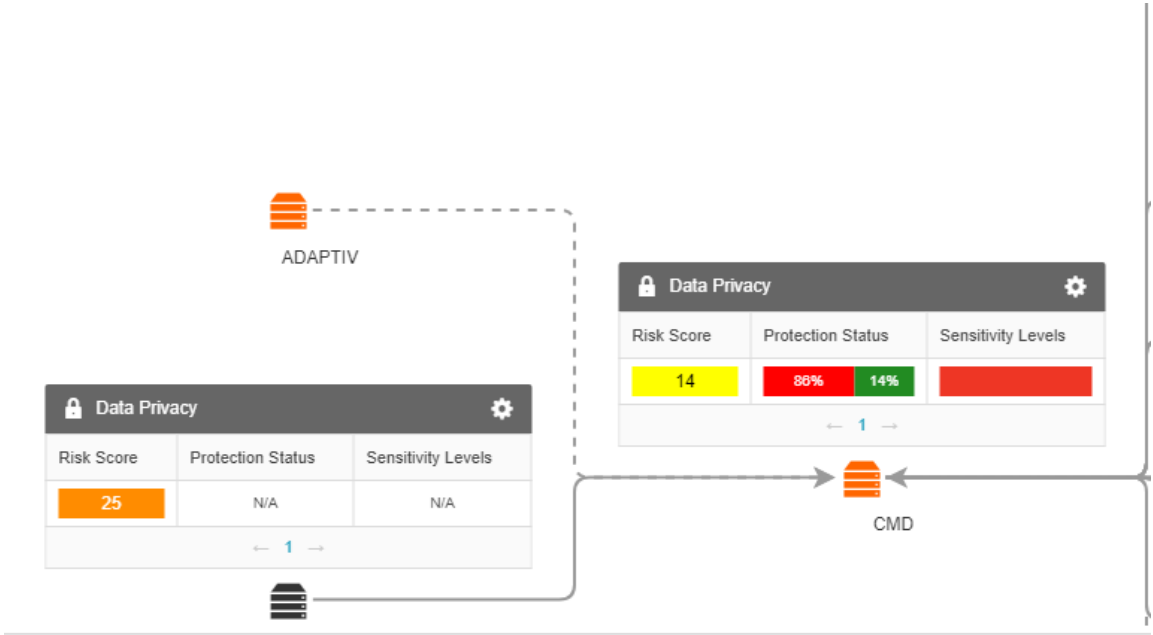 ADAPTIV
Data Privacy
Risk Score Protection Status Sensitivity Levels
14 86% 14%
← 1 →
CMD
Data Privacy
Risk Score Protection Status Sensitivity Levels
25 N/A N/A
← 1 →